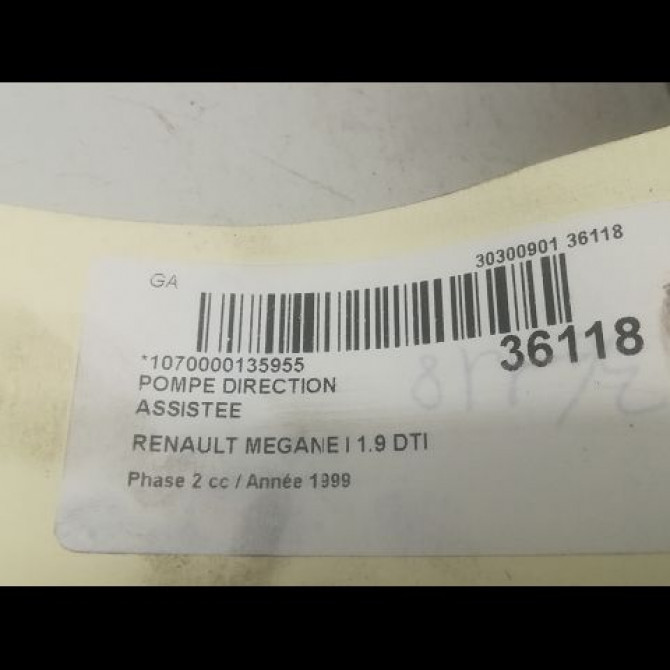 30300901 36118
GA
*1070000135955
36118
POMPE DIRECTION
ASSISTEE
RENAULT MEGANE I 1.9 DTI
Phase 2 cc / Année 1999